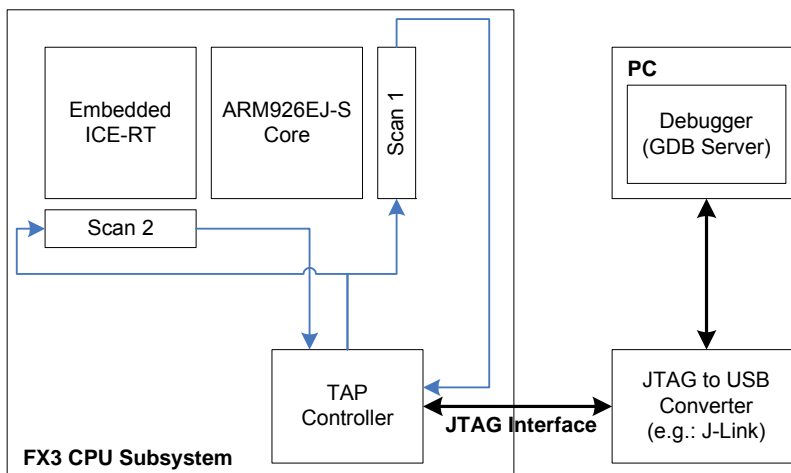 Embedded
ICE-RT
ARM926EJ-S
Core
Scan 1
Scan 2
TAP
Controller
FX3 CPU Subsystem
JTAG Interface
PC
Debugger
(GDB Server)
JTAG to USB
Converter
(e.g.: J-Link)